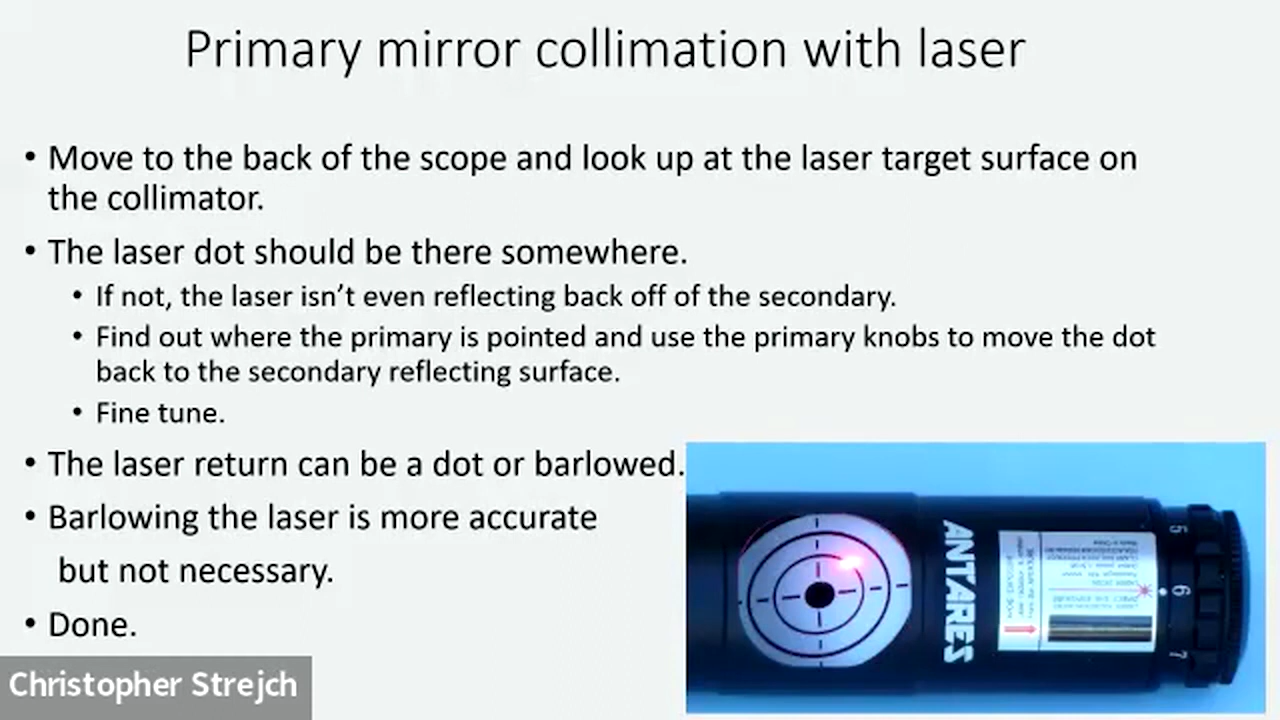 Primary mirror collimation with laser
• Move to the back of the scope and look up at the laser target surface on
the collimator.
• The laser dot should be there somewhere.
• If not, the laser isn't even reflecting back off of the secondary.
• Find out where the primary is pointed and use the primary knobs to move the dot
back to the secondary reflecting surface.
• Fine tune.
• The laser return can be a dot or barlowed.
• Barlowing the laser is more accurate
but not necessary.
• Done.
ANTARES
5
6
7
Christopher Strejch